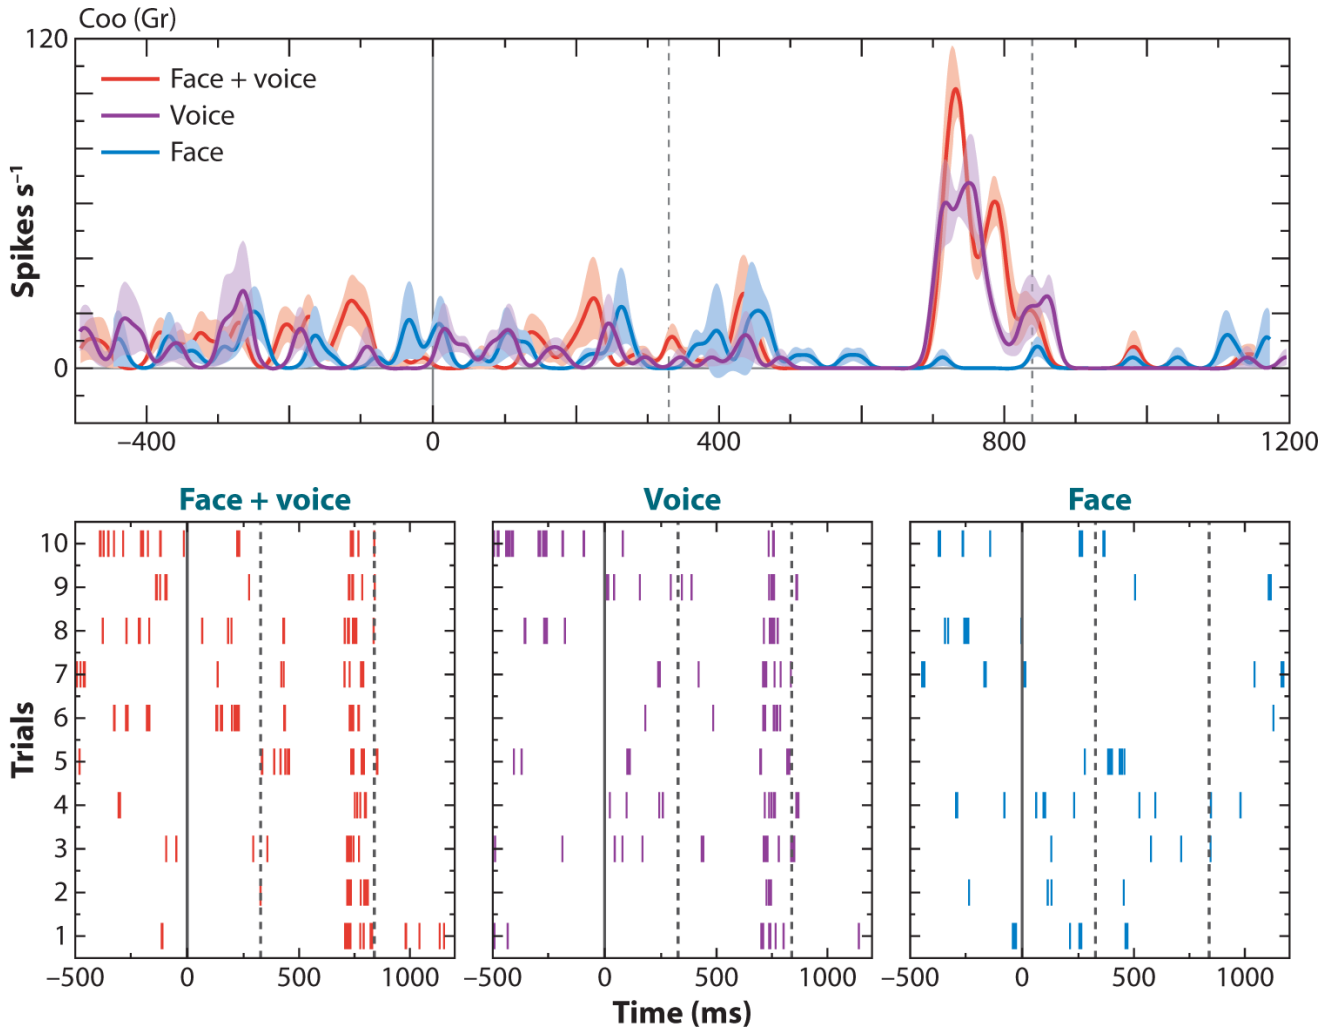 Coo (Gr)
120
Face + voice
Voice
Face
Spikes s⁻¹
0
–400 0 400 800 1200
Face + voice Voice Face
Trials
10
9
8
7
6
5
4
3
2
1
–500 0 500 1000 –500 0 500 1000 –500 0 500 1000
Time (ms)